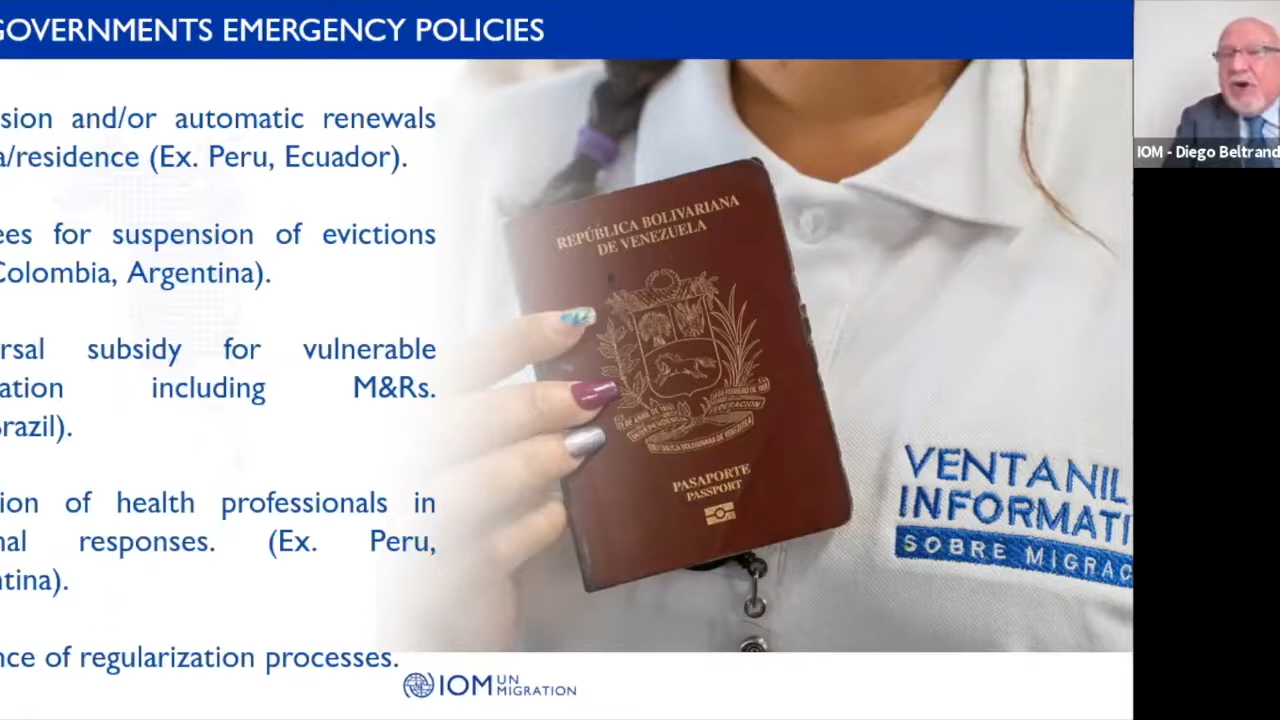 GOVERNMENTS EMERGENCY POLICIES
sion and/or automatic renewals
a/residence (Ex. Peru, Ecuador).
ees for suspension of evictions
Colombia, Argentina).
rsal subsidy for vulnerable
ation including M&Rs.
Brazil).
ion of health professionals in
nal responses. (Ex. Peru,
ntina).
nce of regularization processes.
REPÚBLICA BOLIVARIANA
DE VENEZUELA
PASAPORTE
PASSPORT
VENTANIL
INFORMATI
SOBRE MIGRAC
IOM UN
MIGRATION
IOM - Diego Beltrand